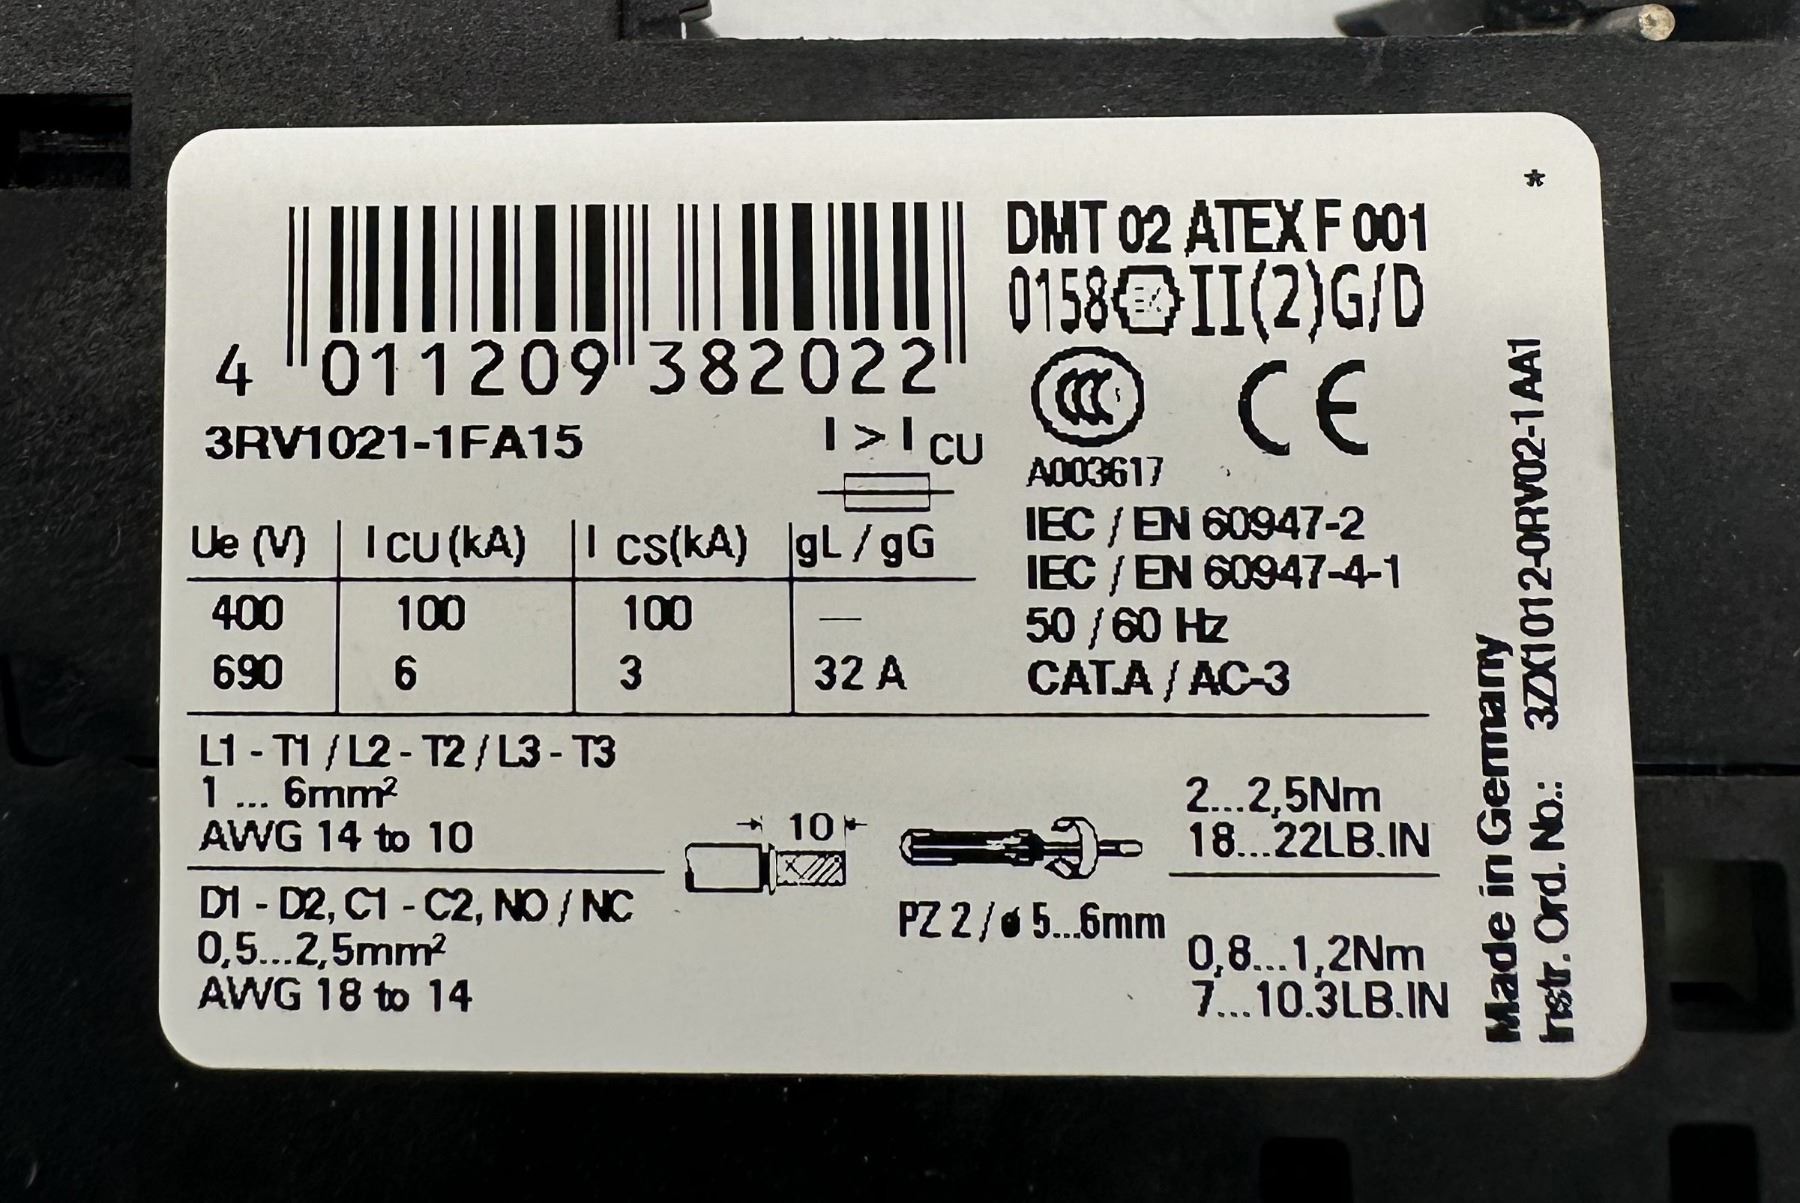 DMT 02 ATEX F 001
0158 II(2)G/D
4 011209 382022
3RV1021-1FA15
I > I CU
A003617
CE
IEC / EN 60947-2
IEC / EN 60947-4-1
50 / 60 Hz
CAT.A / AC-3
Ue (V) I CU (kA) I CS(kA) gL / gG
400 100 100 —
690 6 3 32 A
L1 - T1 / L2 - T2 / L3 - T3
1 ... 6mm²
AWG 14 to 10
10
2...2,5Nm
18...22LB.IN
D1 - D2, C1 - C2, NO / NC
0,5...2,5mm²
AWG 18 to 14
PZ 2 / ø 5...6mm
0,8...1,2Nm
7...10.3LB.IN
Made in Germany
Instr. Ord. No.: 3ZX1012-0RV02-1AA1
*